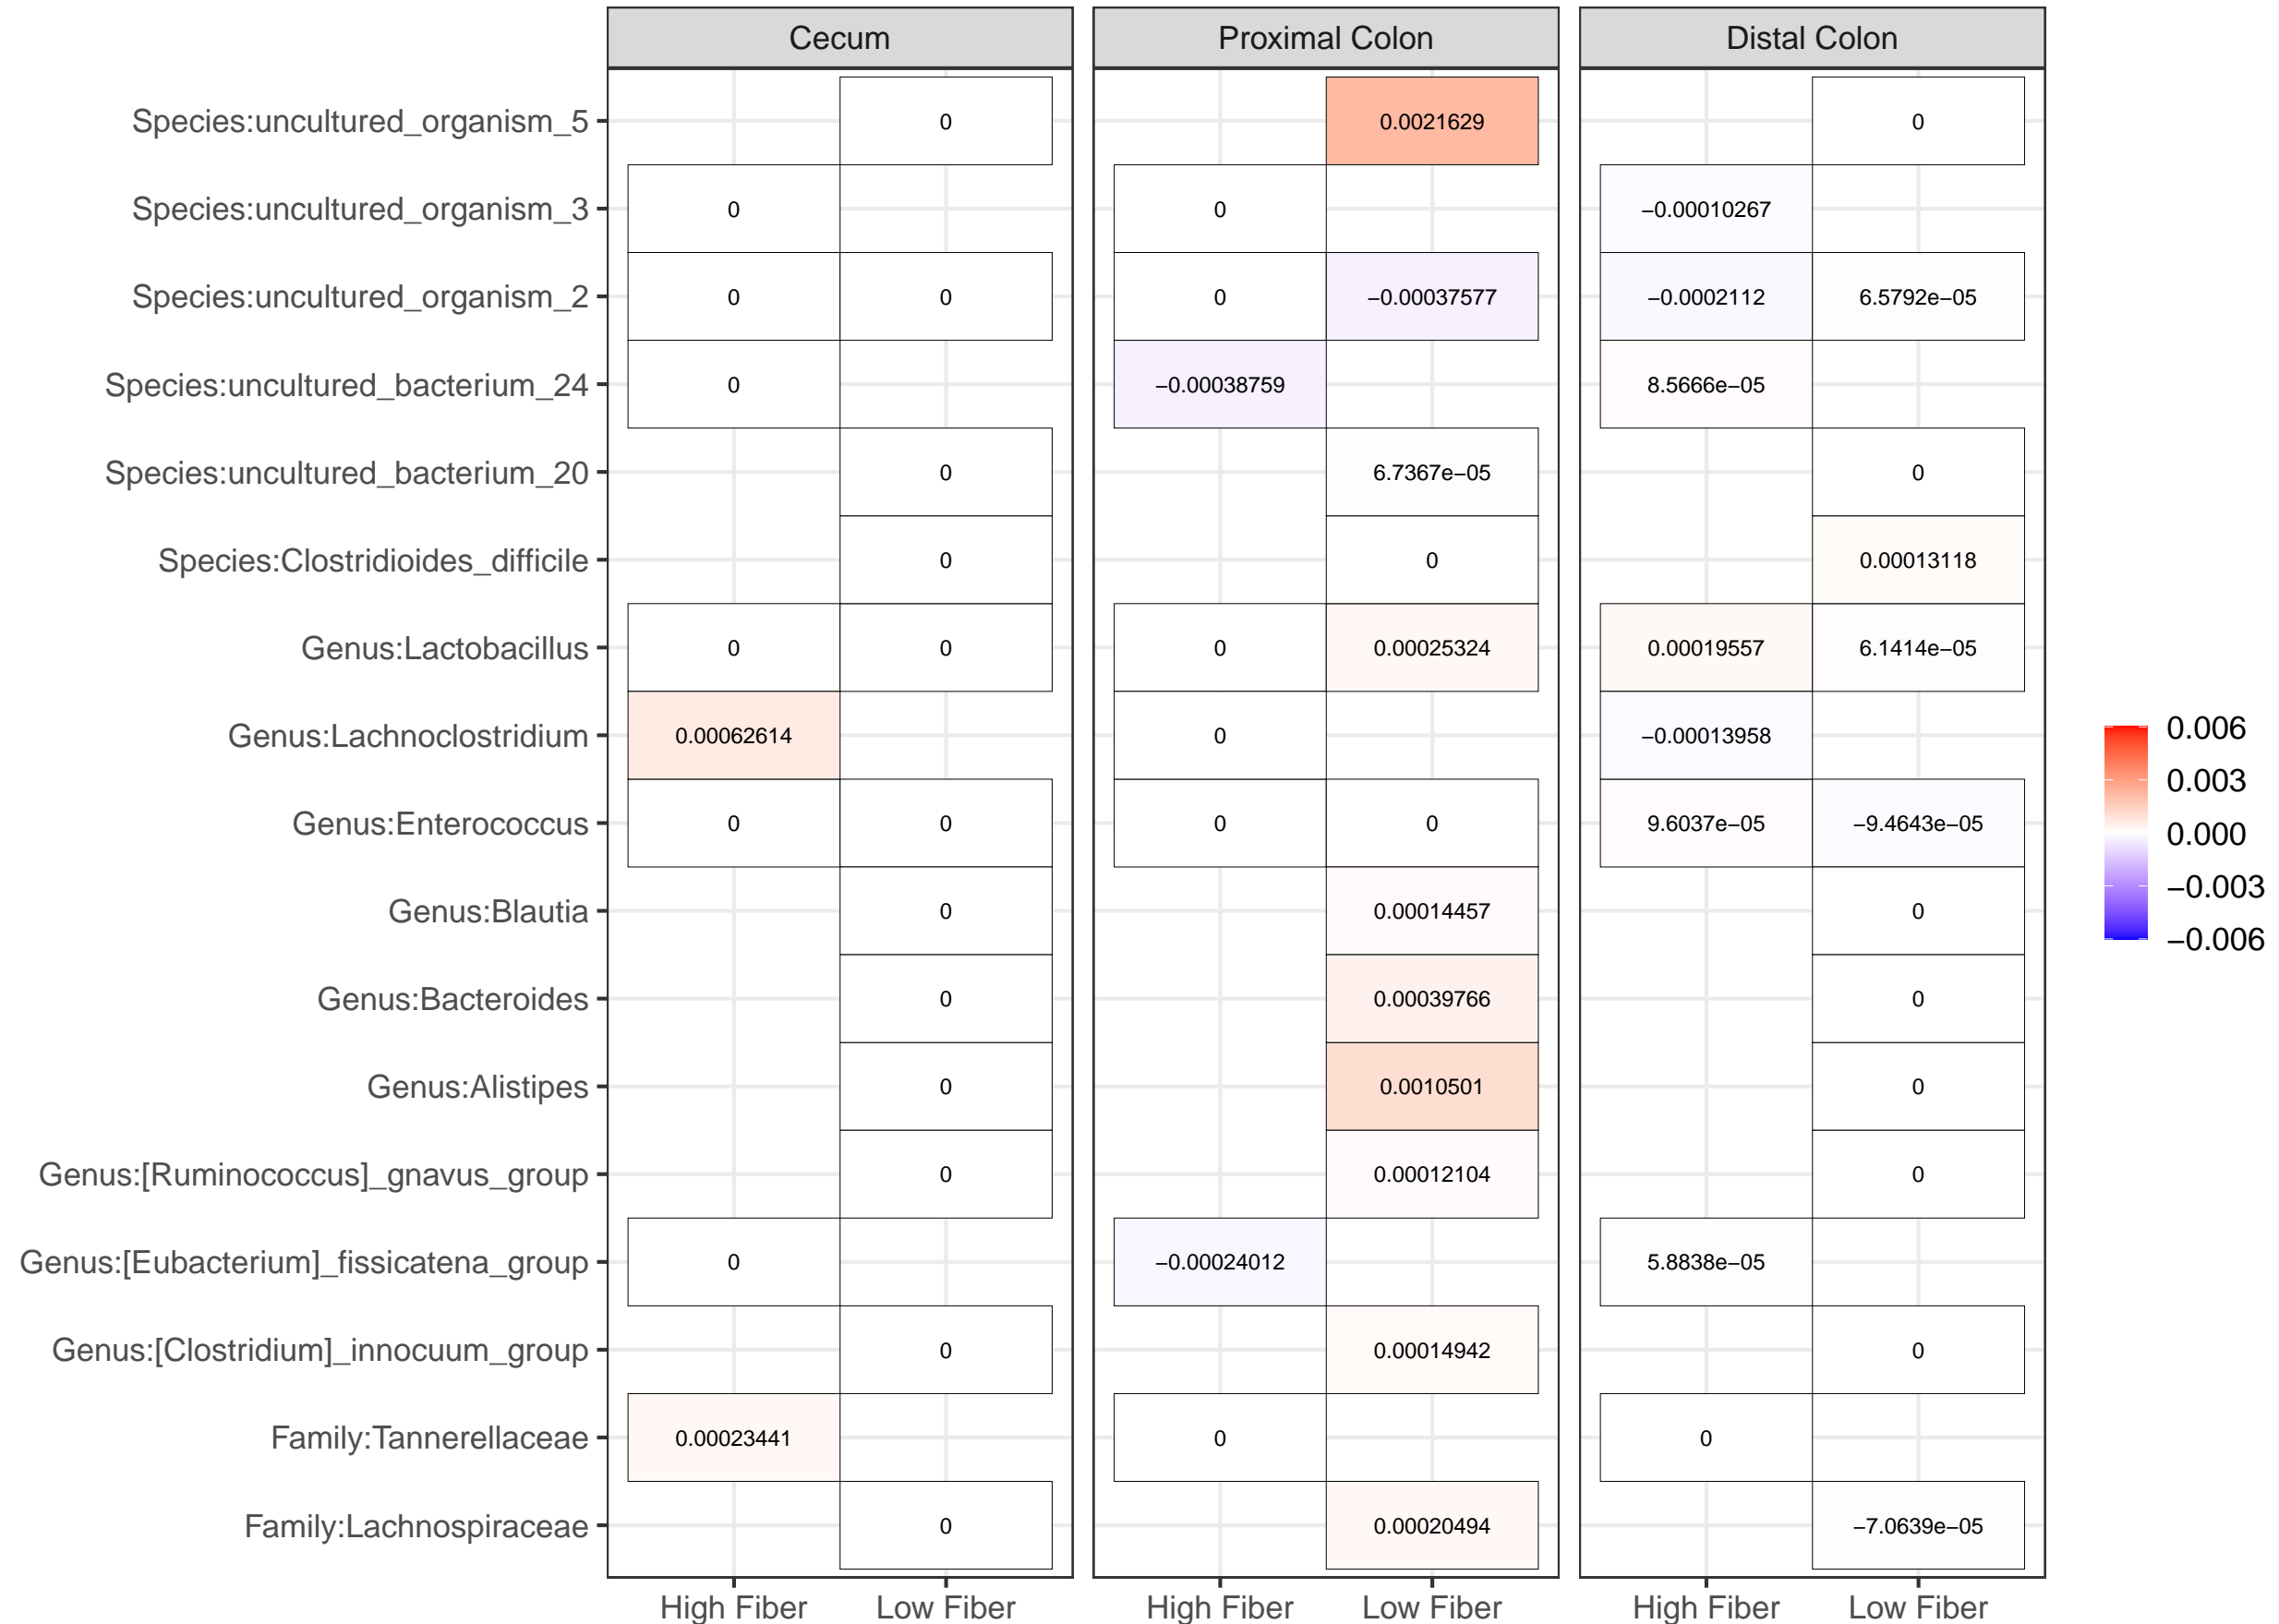 Cecum Proximal Colon Distal Colon
Species:uncultured_organism_5 0 0.0021629 0
Species:uncultured_organism_3 0 0 −0.00010267
Species:uncultured_organism_2 0 0 0 −0.00037577 −0.0002112 6.5792e−05
Species:uncultured_bacterium_24 0 −0.00038759 8.5666e−05
Species:uncultured_bacterium_20 0 6.7367e−05 0
Species:Clostridioides_difficile 0 0 0.00013118
Genus:Lactobacillus 0 0 0 0.00025324 0.00019557 6.1414e−05
Genus:Lachnoclostridium 0.00062614 0 −0.00013958
Genus:Enterococcus 0 0 0 0 9.6037e−05 −9.4643e−05
Genus:Blautia 0 0.00014457 0
Genus:Bacteroides 0 0.00039766 0
Genus:Alistipes 0 0.0010501 0
Genus:[Ruminococcus]_gnavus_group 0 0.00012104 0
Genus:[Eubacterium]_fissicatena_group 0 −0.00024012 5.8838e−05
Genus:[Clostridium]_innocuum_group 0 0.00014942 0
Family:Tannerellaceae 0.00023441 0 0
Family:Lachnospiraceae 0 0.00020494 −7.0639e−05
High Fiber Low Fiber High Fiber Low Fiber High Fiber Low Fiber
0.006
0.003
0.000
−0.003
−0.006